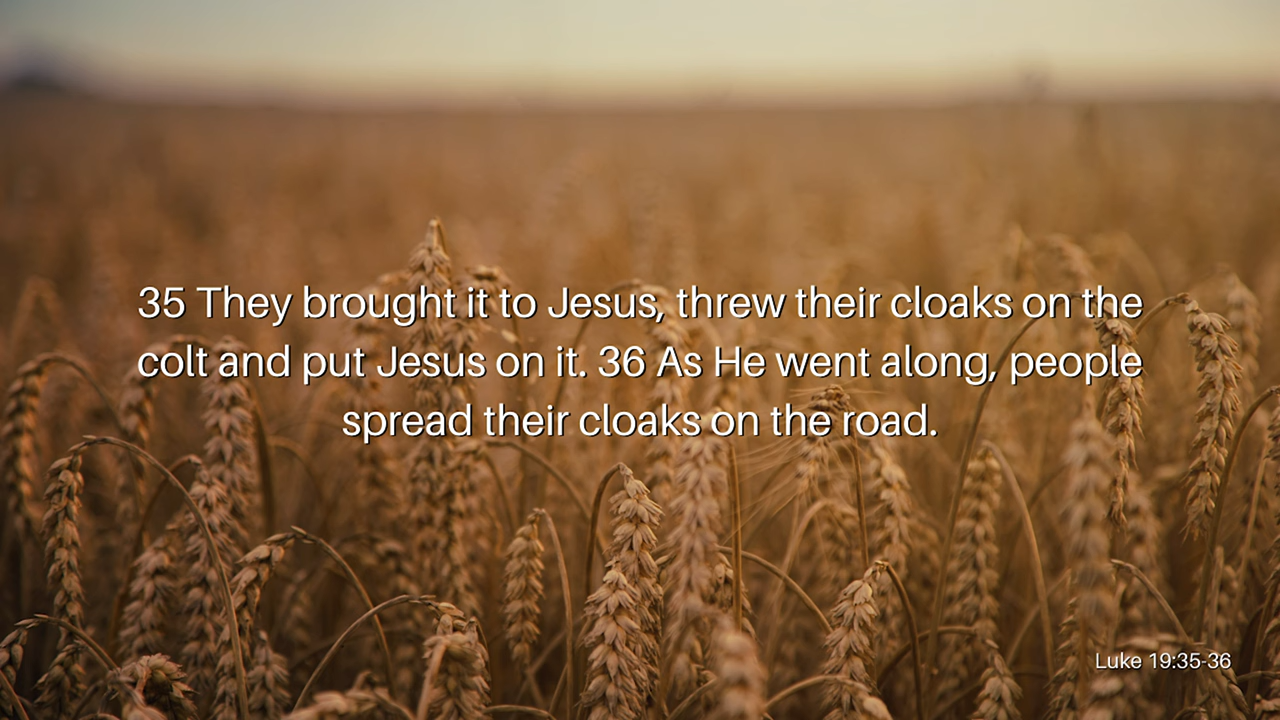 35 They brought it to Jesus, threw their cloaks on the
colt and put Jesus on it. 36 As He went along, people
spread their cloaks on the road.
Luke 19:35-36